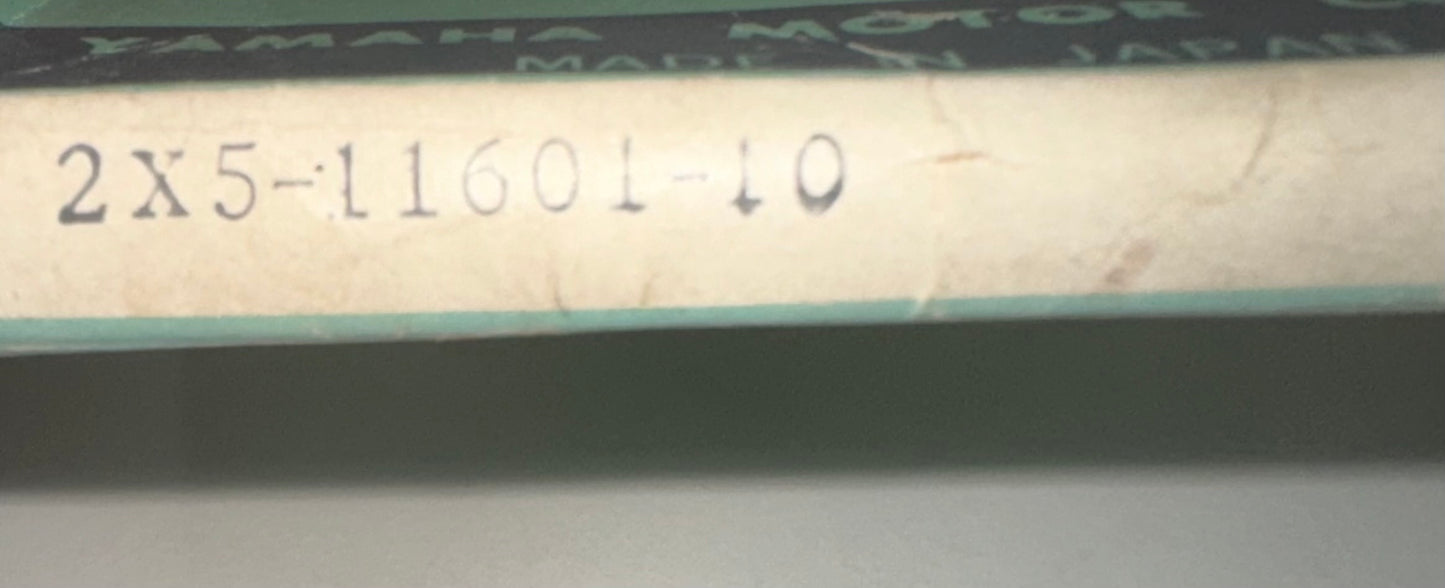 YAMAHA MOTOR
MADE IN JAPAN
2X5-11601-10